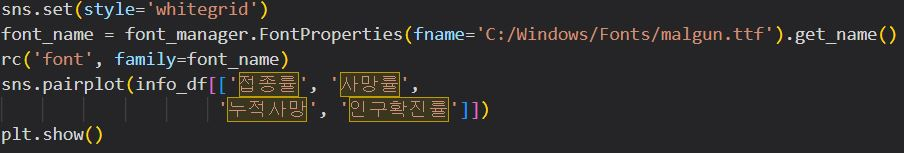 sns.set(style='whitegrid')
font_name = font_manager.FontProperties(fname='C:/Windows/Fonts/malgun.ttf').get_name()
rc('font', family=font_name)
sns.pairplot(info_df[['접종률', '사망률',
'누적사망', '인구확진률']])
plt.show()